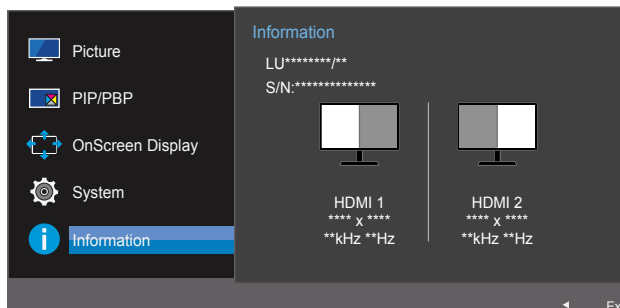 Picture
PIP/PBP
OnScreen Display
System
Information
Information
LU********/**
S/N:**************
HDMI 1
**** x ****
**kHz **Hz
HDMI 2
**** x ****
**kHz **Hz